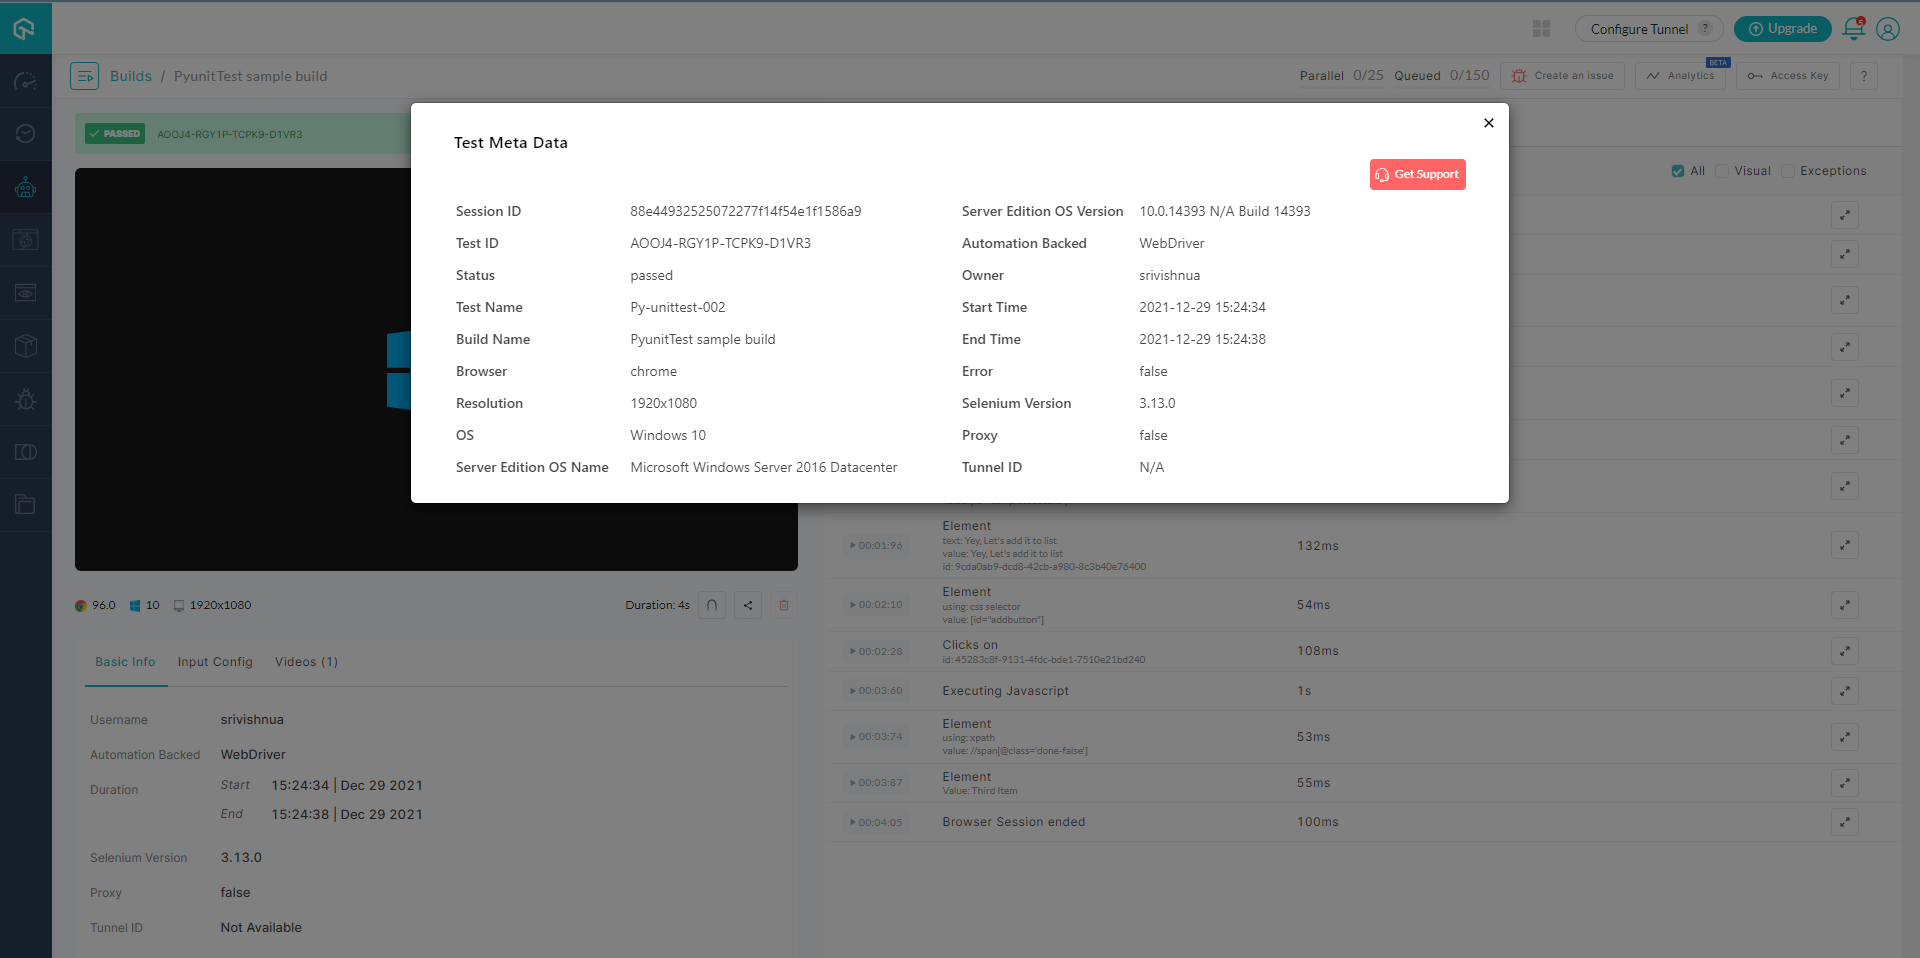 Configure Tunnel ?
Upgrade
Builds / PyunitTest sample build
Parallel 0/25 Queued 0/150
Create an issue
Analytics
BETA
Access Key
?
PASSED AOOJ4-RGY1P-TCPK9-D1VR3
All Visual Exceptions
Test Meta Data
×
Get Support
Session ID 88e44932525072277f14f54e1f1586a9
Server Edition OS Version 10.0.14393 N/A Build 14393
Test ID AOOJ4-RGY1P-TCPK9-D1VR3
Automation Backed WebDriver
Status passed
Owner srivishnua
Test Name Py-unittest-002
Start Time 2021-12-29 15:24:34
Build Name PyunitTest sample build
End Time 2021-12-29 15:24:38
Browser chrome
Error false
Resolution 1920x1080
Selenium Version 3.13.0
OS Windows 10
Proxy false
Server Edition OS Name Microsoft Windows Server 2016 Datacenter
Tunnel ID N/A
96.0 10 1920x1080
Duration: 4s
Basic Info Input Config Videos (1)
Username srivishnua
Automation Backed WebDriver
Duration Start 15:24:34 | Dec 29 2021
End 15:24:38 | Dec 29 2021
Selenium Version 3.13.0
Proxy false
Tunnel ID Not Available
00:01:96 Element 132ms
text: Yey, Let's add it to list
value: Yey, Let's add it to list
id: 9cda0ab9-dcd8-42cb-a980-8c3b40e76400
00:02:10 Element 54ms
using: css selector
value: [id="addbutton"]
00:02:28 Clicks on 108ms
id: 45283c8f-9131-4fdc-bde1-7510e21bd240
00:03:60 Executing Javascript 1s
00:03:74 Element 53ms
using: xpath
value: //span[@class='done-false']
00:03:87 Element 55ms
Value: Third Item
00:04:05 Browser Session ended 100ms